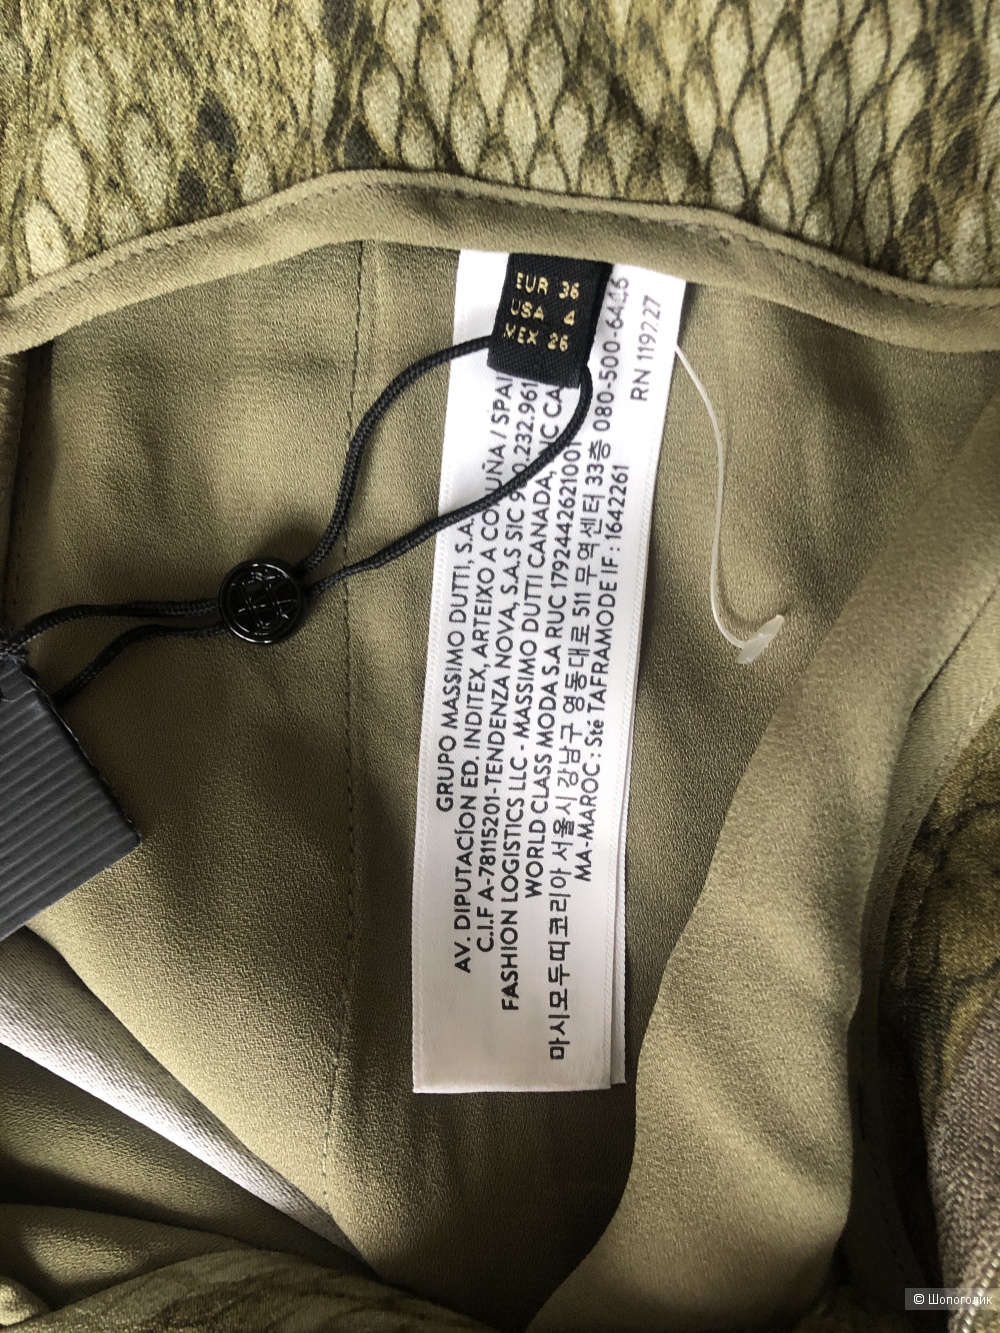 EUR 36
USA 4
MEX 26
GRUPO MASSIMO DUTTI, S.A.
AV. DIPUTACÍON ED. INDITEX, ARTEIXO A CORUÑA / SPAI
C.I.F A-78115201-TENDENZA NOVA, S.A.S SIC 900.232.961
FASHION LOGISTICS LLC - MASSIMO DUTTI CANADA, INC CA
WORLD CLASS MODA S.A RUC 1792442621001
마시모두띠코리아 서울시 강남구 영동대로 511 무역센터 33층 080-500-6446
MA-MAROC : Sté TAFRAMODE IF : 1642261
RN 119727
© Шопоголик